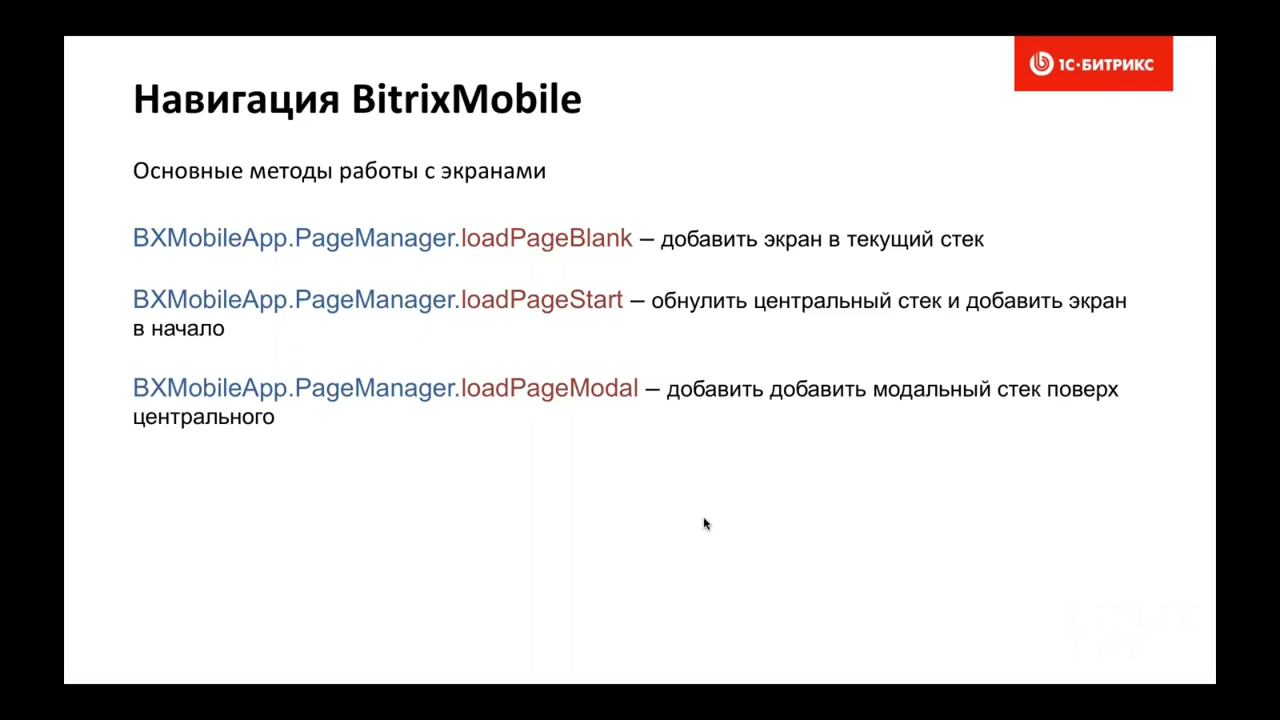 1С·БИТРИКС
Навигация BitrixMobile
Основные методы работы с экранами
BXMobileApp.PageManager.loadPageBlank – добавить экран в текущий стек
BXMobileApp.PageManager.loadPageStart – обнулить центральный стек и добавить экран
в начало
BXMobileApp.PageManager.loadPageModal – добавить добавить модальный стек поверх
центрального